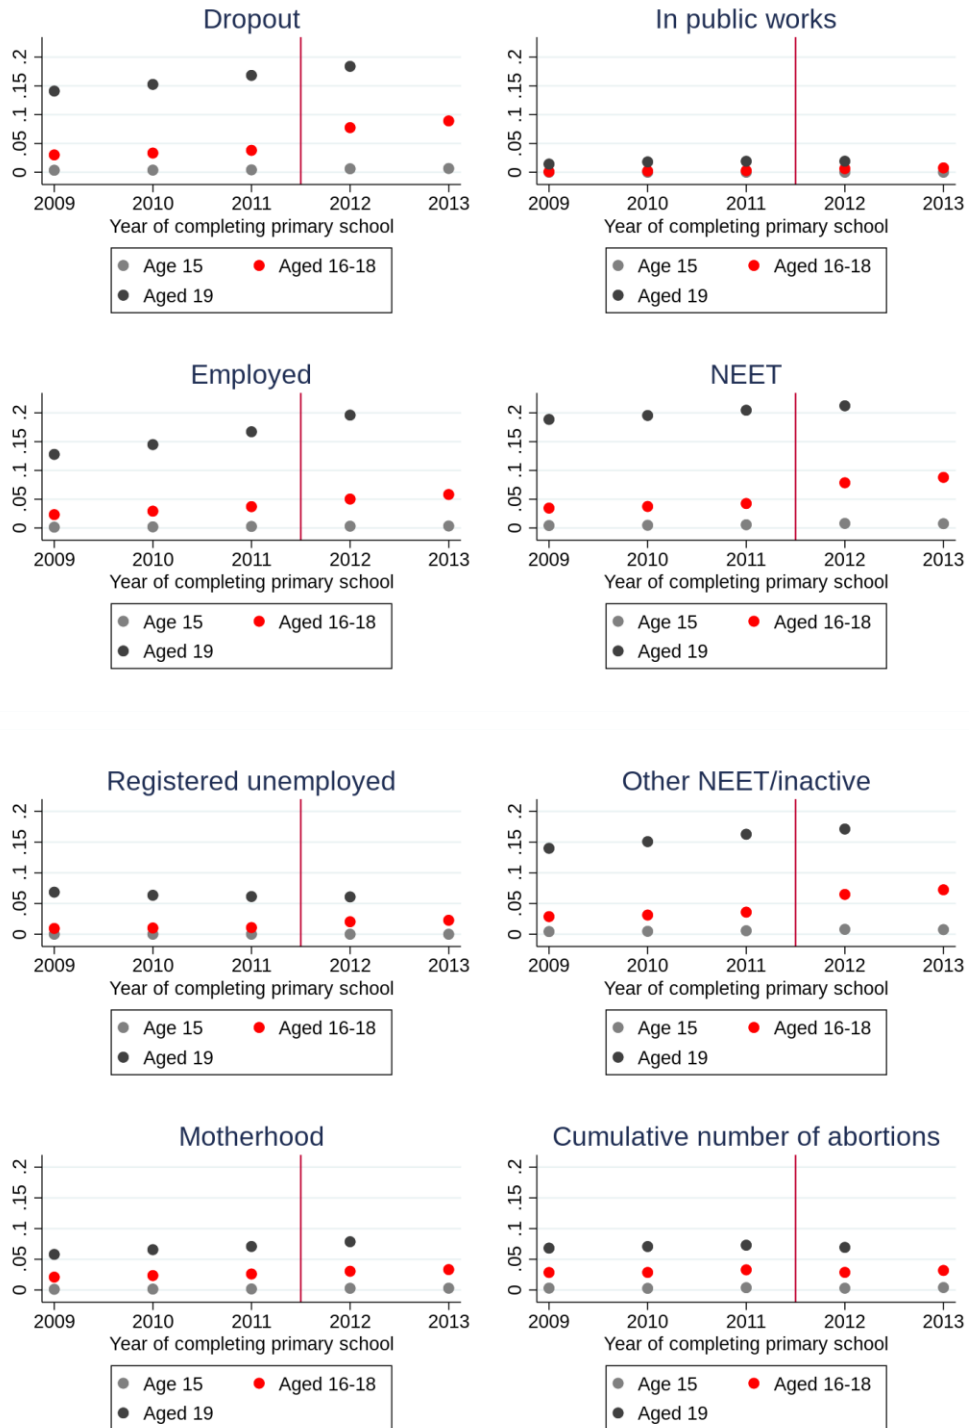 Dropout
.2
.15
.1
.05
0
2009 2010 2011 2012 2013
Year of completing primary school
Age 15 Aged 16-18
Aged 19
In public works
.2
.15
.1
.05
0
2009 2010 2011 2012 2013
Year of completing primary school
Age 15 Aged 16-18
Aged 19
Employed
.2
.15
.1
.05
0
2009 2010 2011 2012 2013
Year of completing primary school
Age 15 Aged 16-18
Aged 19
NEET
.2
.15
.1
.05
0
2009 2010 2011 2012 2013
Year of completing primary school
Age 15 Aged 16-18
Aged 19
Registered unemployed
.2
.15
.1
.05
0
2009 2010 2011 2012 2013
Year of completing primary school
Age 15 Aged 16-18
Aged 19
Other NEET/inactive
.2
.15
.1
.05
0
2009 2010 2011 2012 2013
Year of completing primary school
Age 15 Aged 16-18
Aged 19
Motherhood
.2
.15
.1
.05
0
2009 2010 2011 2012 2013
Year of completing primary school
Age 15 Aged 16-18
Aged 19
Cumulative number of abortions
.2
.15
.1
.05
0
2009 2010 2011 2012 2013
Year of completing primary school
Age 15 Aged 16-18
Aged 19